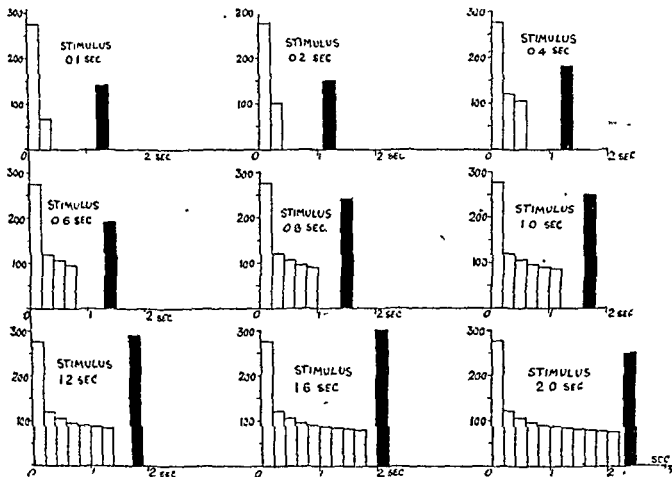 300
STIMULUS
01 SEC
200
100
0 1 2 SEC
300
STIMULUS
02 SEC
200
100
0 1 2 SEC
300
STIMULUS
04 SEC
200
100
0 1 2 SEC
300
STIMULUS
06 SEC
200
100
0 1 2 SEC
300
STIMULUS
08 SEC.
200
100
0 1 2 SEC
300
STIMULUS
10 SEC
200
100
0 1 2 SEC
300
STIMULUS
12 SEC
200
100
0 1 2 SEC
300
STIMULUS
16 SEC
200
100
0 1 2 SEC
300
STIMULUS
20 SEC
200
100
0 1 2 SEC